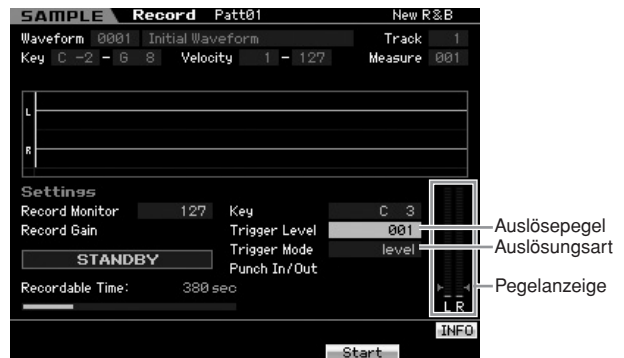 SAMPLE Record Patt01 New R&B
Waveform 0001 Initial Waveform Track 1
Key C -2 - G 8 Velocity 1 - 127 Measure 001
L
R
Settings
Record Monitor 127 Key C 3
Record Gain Trigger Level 001 Auslösepegel
Trigger Mode level Auslösungsart
STANDBY Punch In/Out
Recordable Time: 380 sec Pegelanzeige
L R
INFO
Start